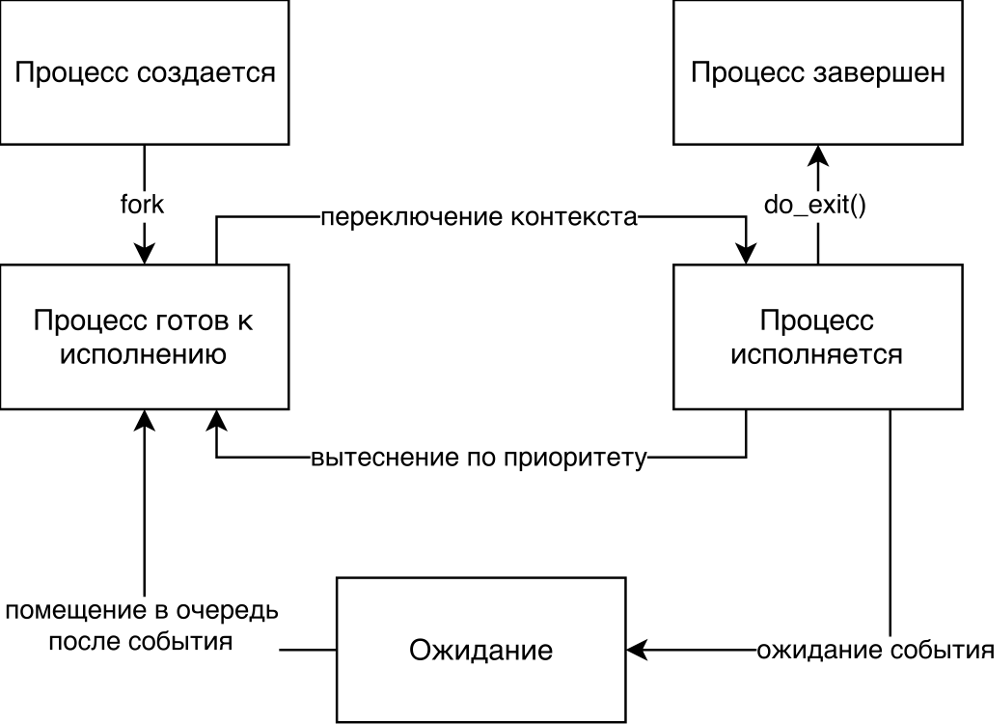 Процесс создается
Процесс завершен
fork
do_exit()
переключение контекста
Процесс готов к
исполнению
Процесс
исполняется
вытеснение по приоритету
помещение в очередь
после события
Ожидание
ожидание события